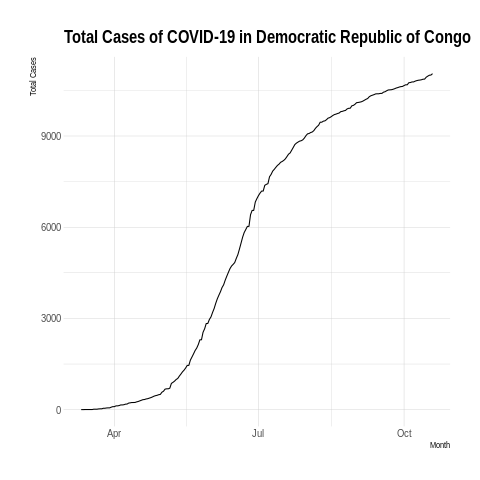 Total Cases of COVID-19 in Democratic Republic of Congo
Total Cases
9000
6000
3000
0
Apr Jul Oct
Month